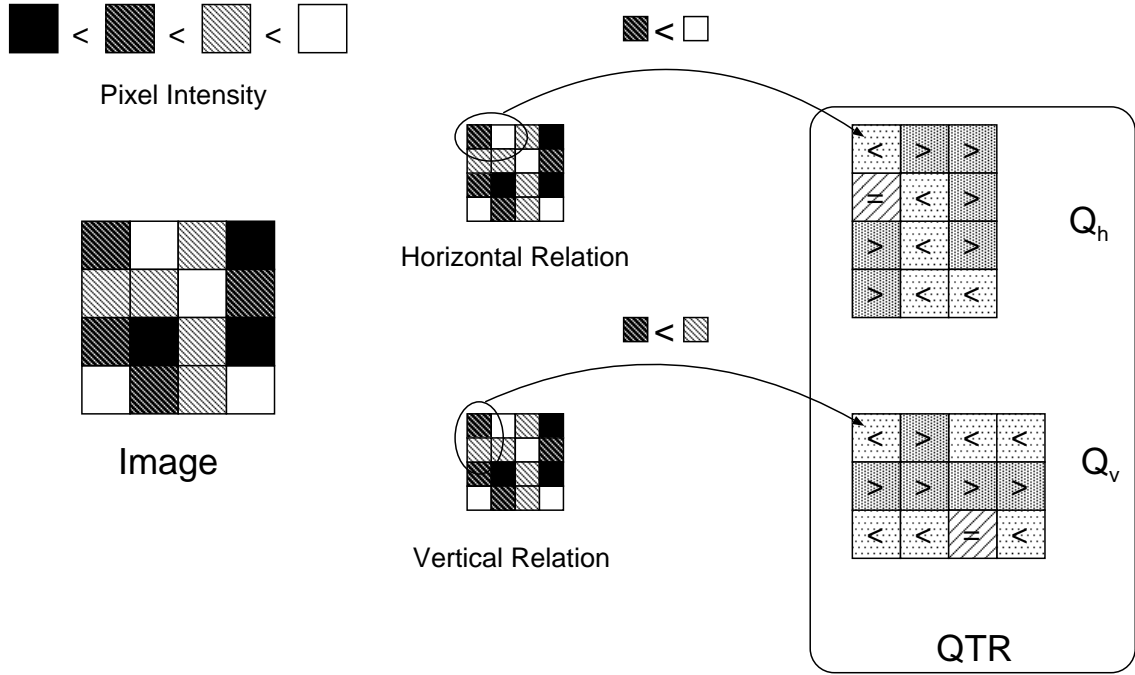 < < <
Pixel Intensity
<
Horizontal Relation
<
Vertical Relation
Image
< > >
= < >
> < >
> < <
Qh
< > < <
> > > >
< < = <
Qv
QTR